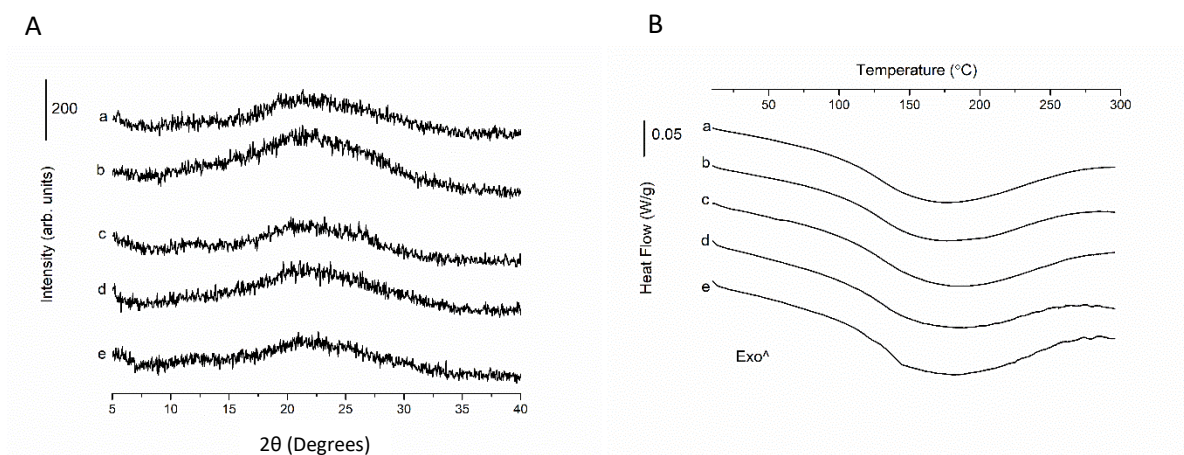 A
200
a
b
c
d
e
Intensity (arb. units)
5 10 15 20 25 30 35 40
2θ (Degrees)
B
Temperature (°C)
50 100 150 200 250 300
0.05
a
b
c
d
e
Heat Flow (W/g)
Exo^